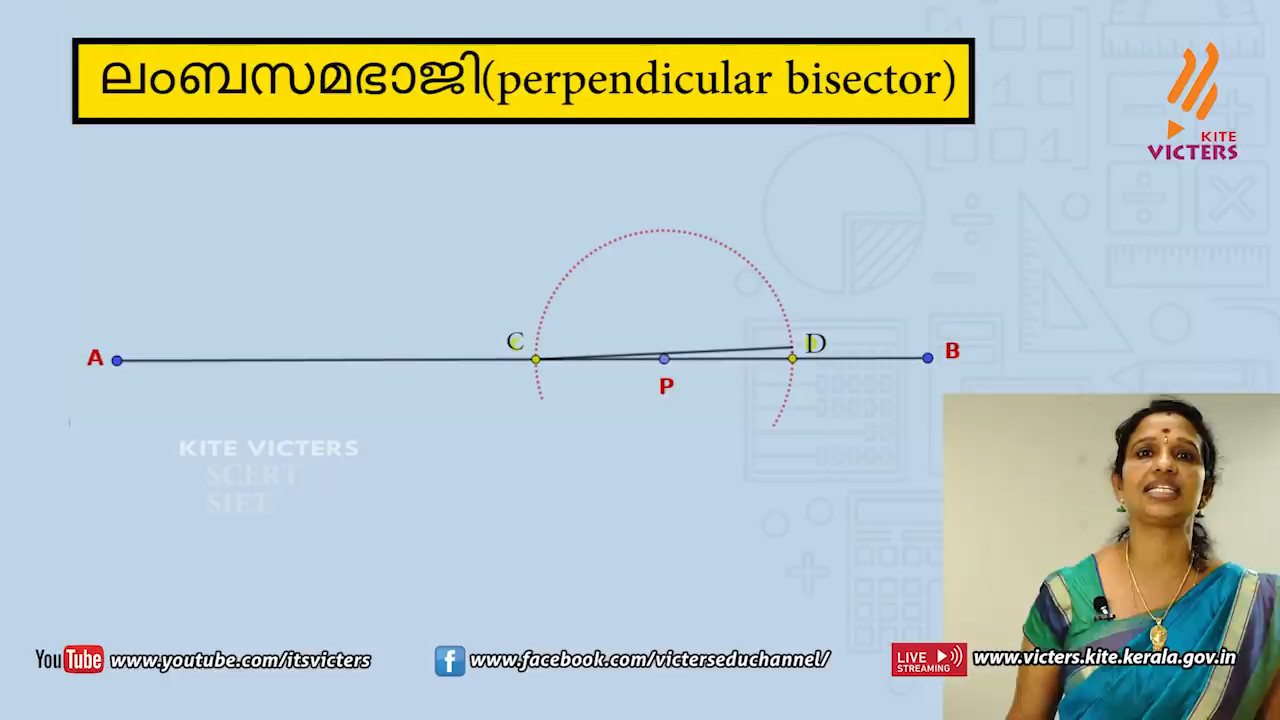 ലംബസമഭാജി(perpendicular bisector)
KITE
VICTERS
C
D
A
B
P
KITE VICTERS
SCERT
SIET
YouTube www.youtube.com/itsvicters
f www.facebook.com/victerseduchannel/
LIVE STREAMING www.victers.kite.kerala.gov.in